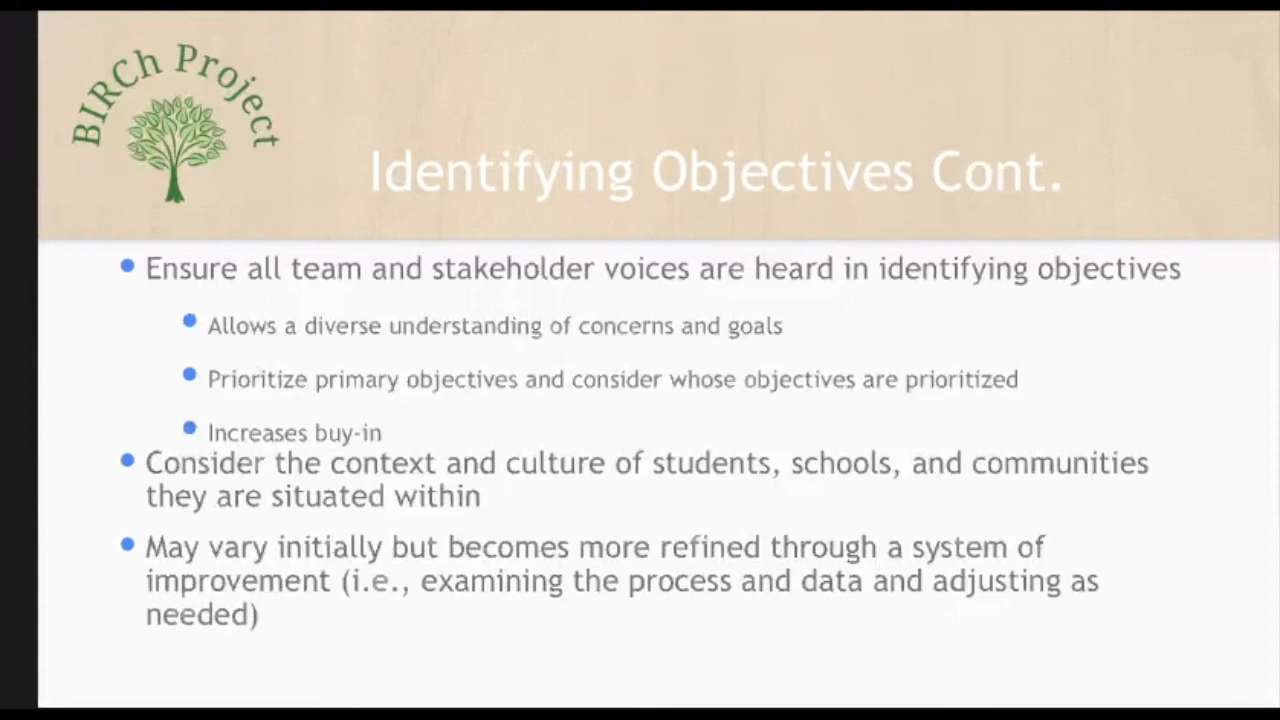 BIRCh Project
Identifying Objectives Cont.
Ensure all team and stakeholder voices are heard in identifying objectives
Allows a diverse understanding of concerns and goals
Prioritize primary objectives and consider whose objectives are prioritized
Increases buy-in
Consider the context and culture of students, schools, and communities
they are situated within
May vary initially but becomes more refined through a system of
improvement (i.e., examining the process and data and adjusting as
needed)